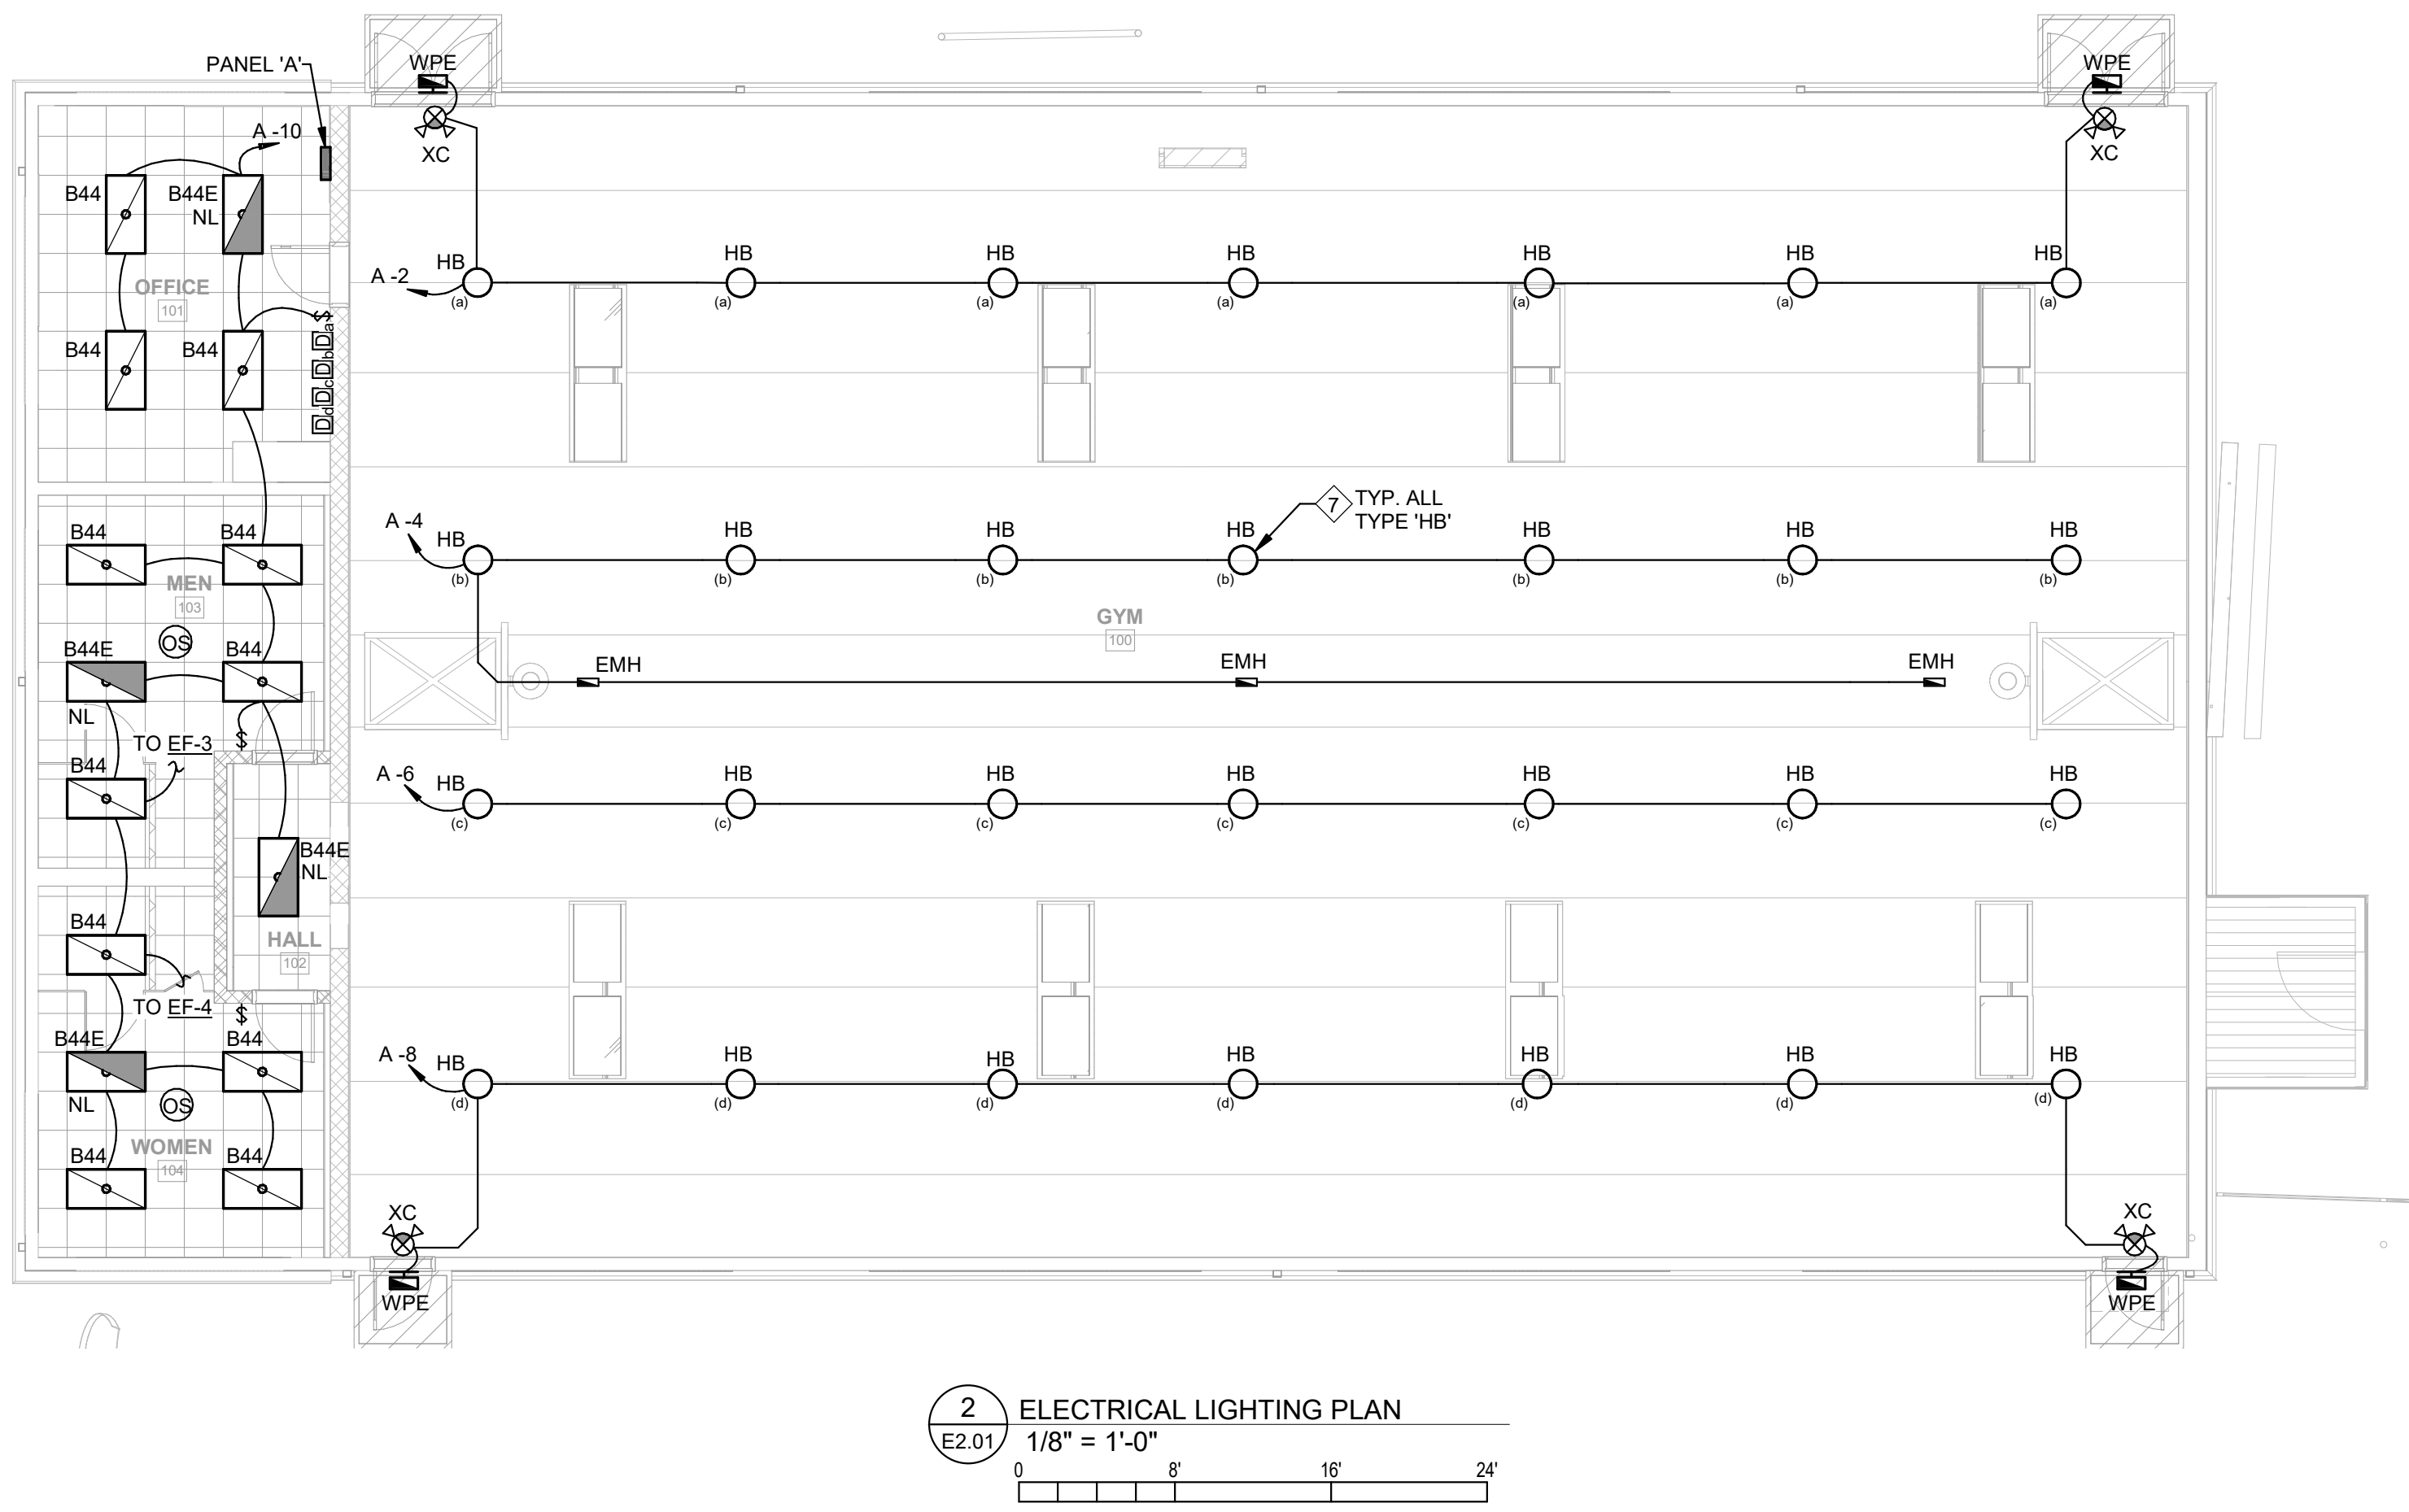 WPE
WPE
PANEL 'A'
A -10
XC
XC
B44
B44E
NL
HB
HB
HB
HB
HB
HB
HB
A -2
(a)
(a)
(a)
(a)
(a)
(a)
(a)
OFFICE
101
$
Da
Db
Dc
Dd
B44
B44
7
TYP. ALL
TYPE 'HB'
A -4
HB
HB
HB
HB
HB
HB
HB
B44
B44
(b)
(b)
(b)
(b)
(b)
(b)
(b)
MEN
103
GYM
100
OS
B44E
EMH
EMH
EMH
NL
TO EF-3
$
B44
A -6
HB
HB
HB
HB
HB
HB
HB
(c)
(c)
(c)
(c)
(c)
(c)
(c)
B44E
NL
B44
HALL
102
TO EF-4
$
B44E
B44
A -8
HB
HB
HB
HB
HB
HB
HB
NL
OS
(d)
(d)
(d)
(d)
(d)
(d)
(d)
WOMEN
104
B44
B44
XC
XC
WPE
WPE
2
E2.01
ELECTRICAL LIGHTING PLAN
1/8" = 1'-0"
0 8' 16' 24'